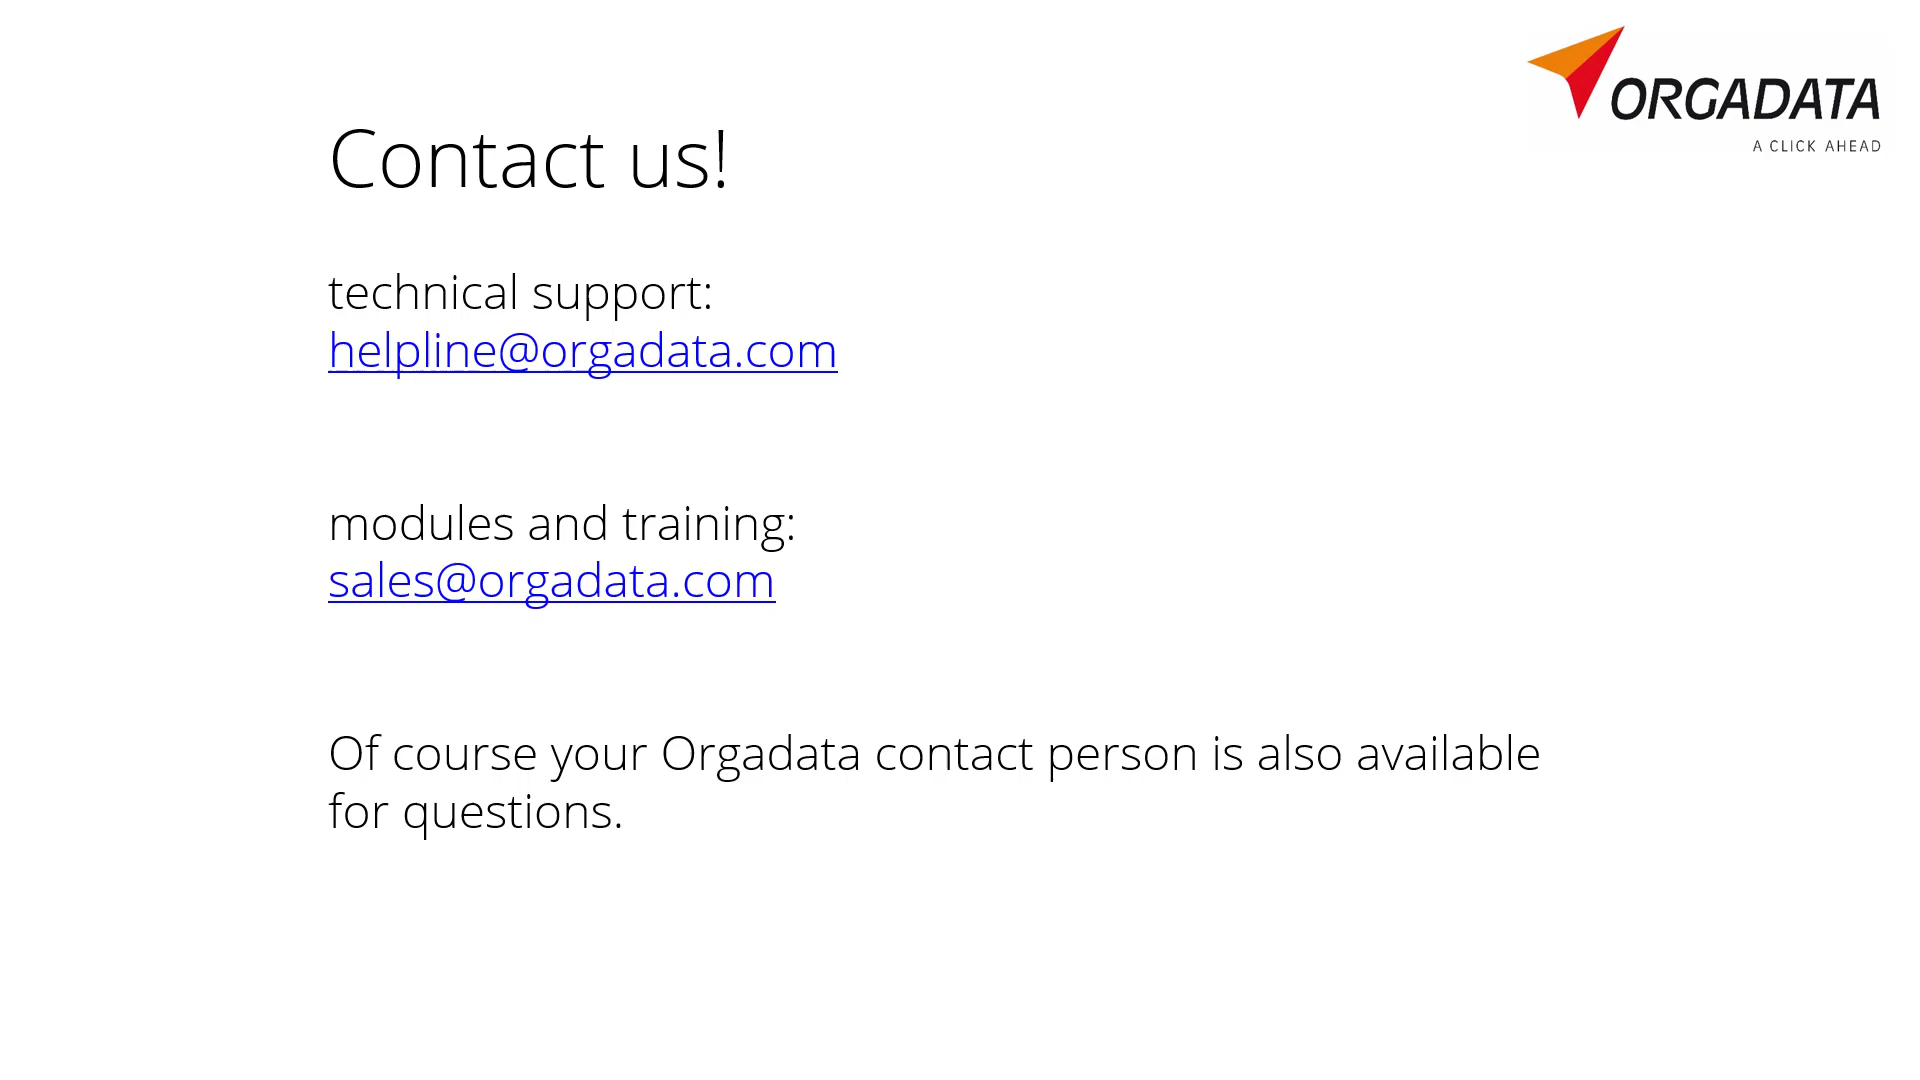 ORGADATA
A CLICK AHEAD
Contact us!
technical support:
helpline@orgadata.com
modules and training:
sales@orgadata.com
Of course your Orgadata contact person is also available
for questions.